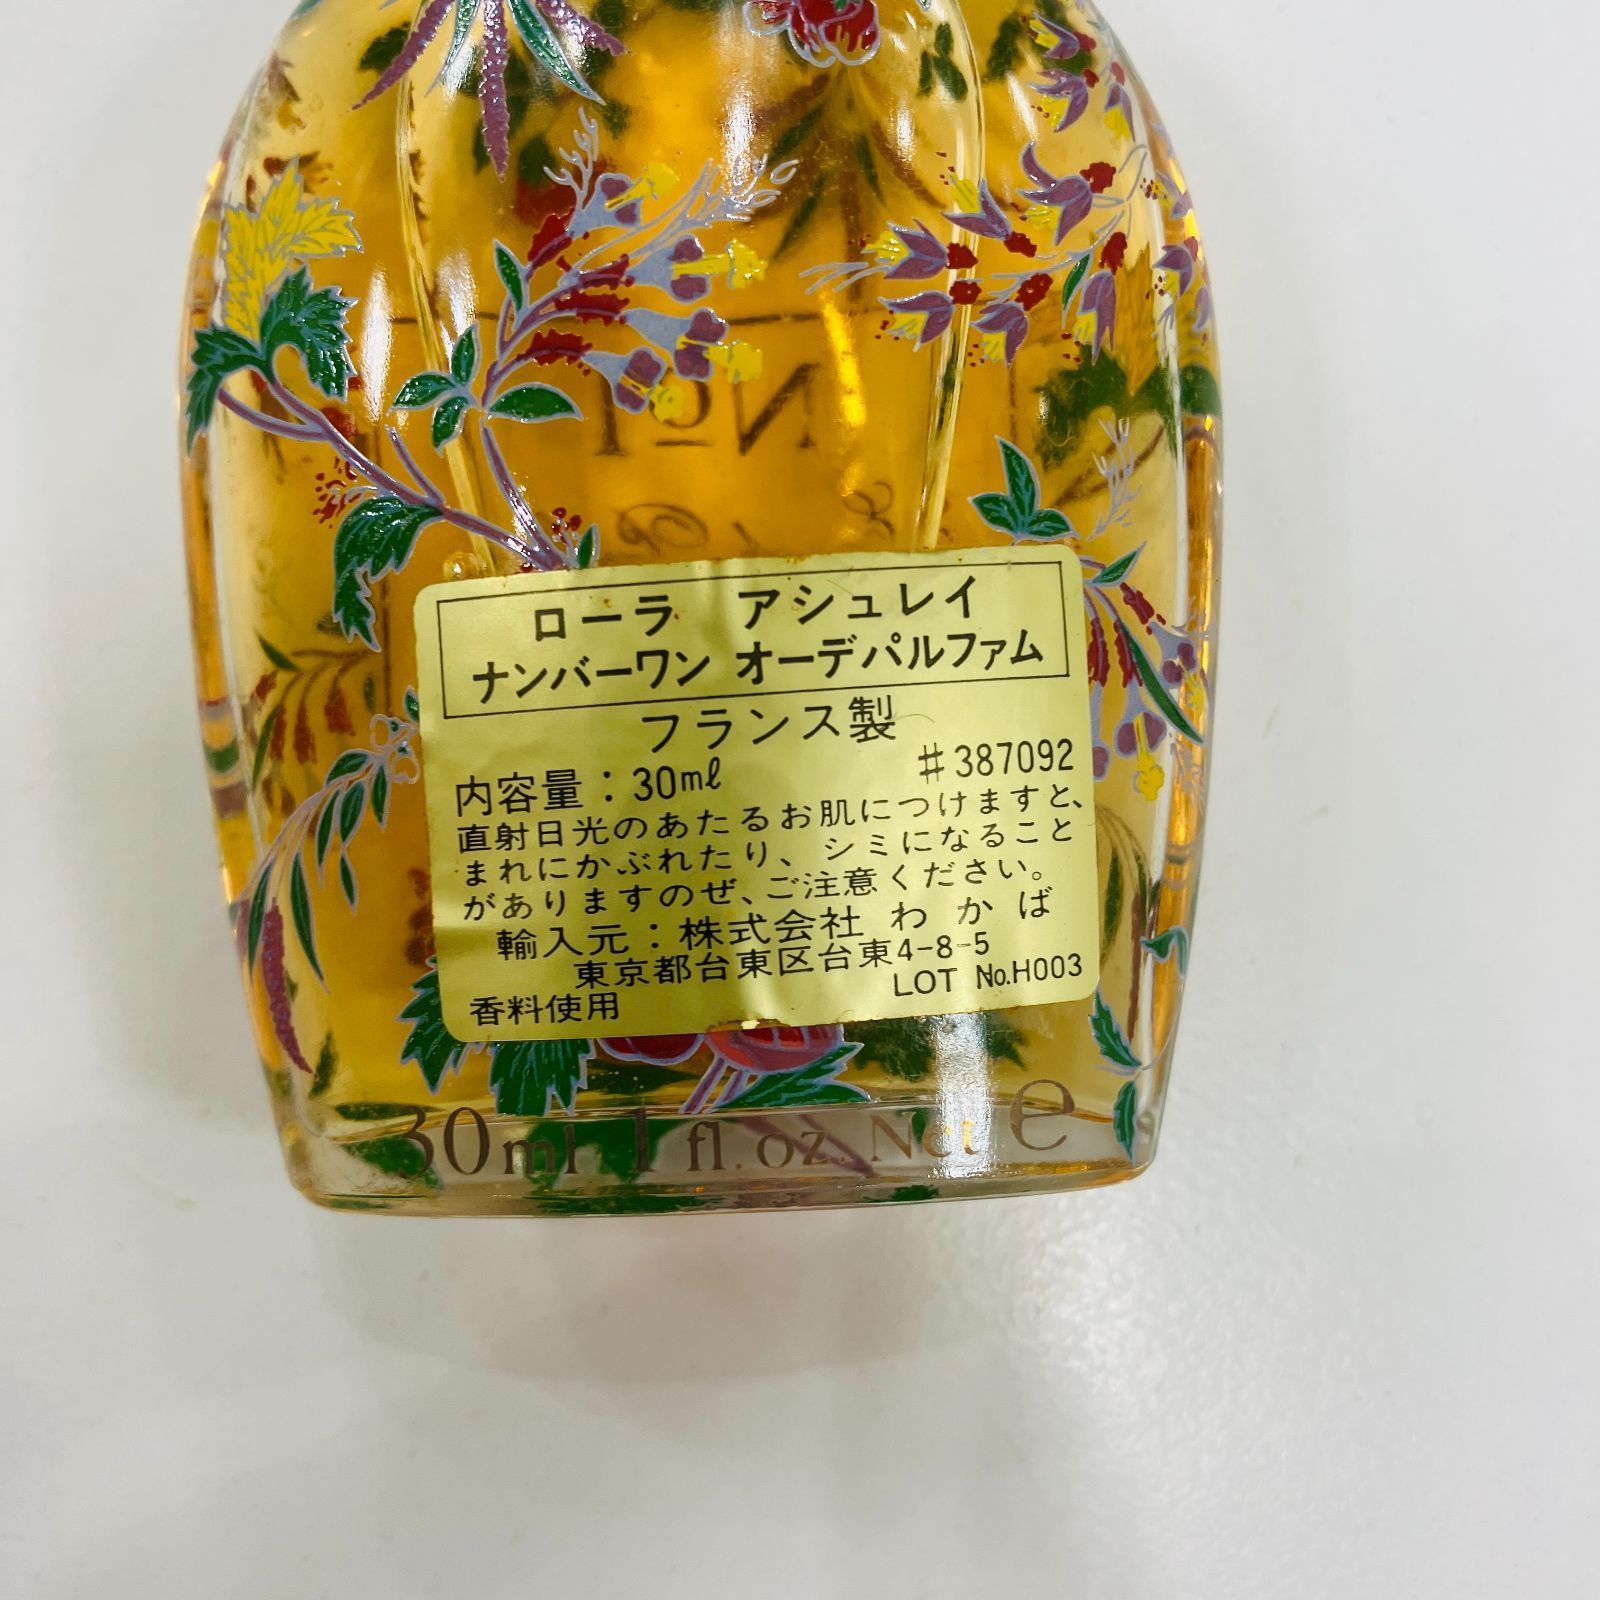 ローラ アシュレイ
ナンバーワン オーデパルファム
フランス製
内容量：30ml ＃387092
直射日光のあたるお肌につけますと、
まれにかぶれたり、シミになること
がありますのぜ、ご注意ください。
輸入元：株式会社 わかば
東京都台東区台東4-8-5
香料使用 LOT No.H003
30ml 1 fl. oz. Net e